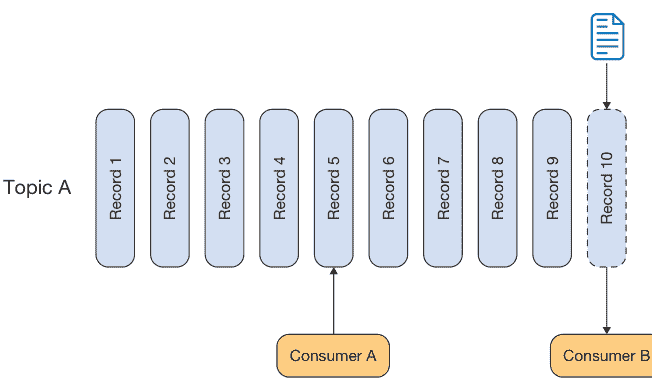 Topic A
Record 1
Record 2
Record 3
Record 4
Record 5
Record 6
Record 7
Record 8
Record 9
Record 10
Consumer A
Consumer B